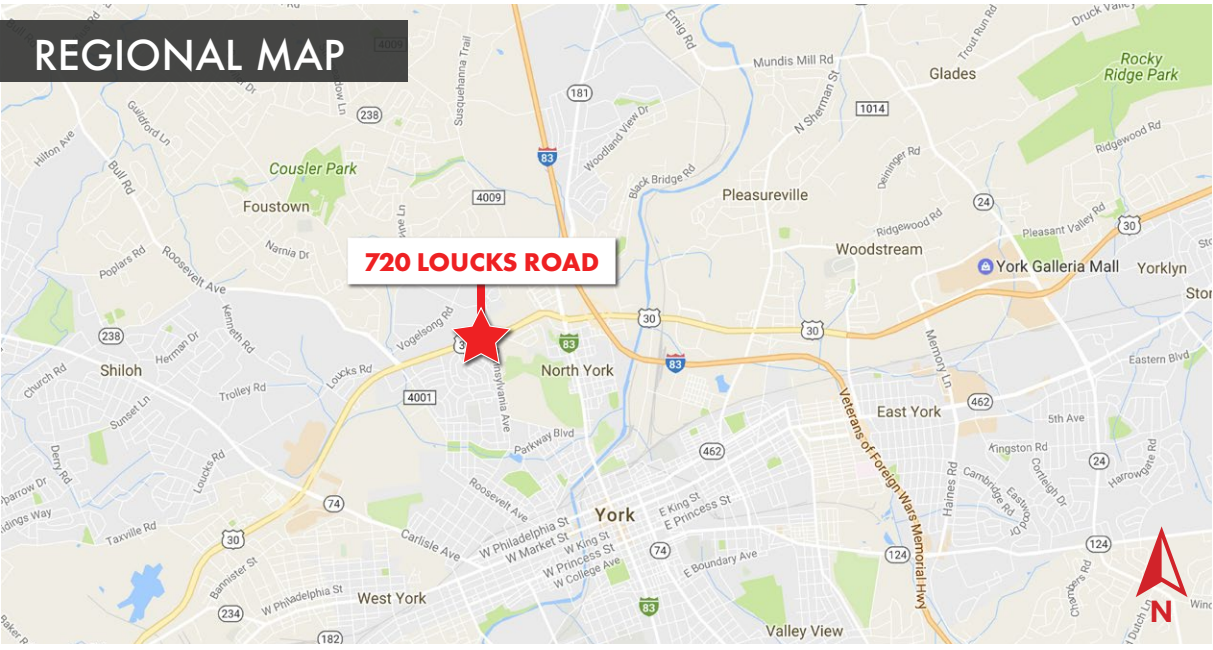 REGIONAL MAP
4009
Druck Valley
Emig Rd
Trout Run Rd
Mundis Mill Rd
Glades
Rocky
Ridge Park
Susquehanna Trail
181
238
Guildford Ln
N Sherman St
1014
Woodland View Dr
Hilton Ave
83
Ridgewood Rd
Bull Rd
Cousler Park
Deininger Rd
Black Bridge Rd
4009
Pleasureville
24
Foustown
Pleasant Valley Rd
30
Ridgewood Rd
Narnia Dr
Woodstream
720 LOUCKS ROAD
Poplars Rd
Roosevelt Ave
York Galleria Mall
Yorklyn
Vogelsong Rd
30
30
238
Kenneth Rd
Herman Dr
83
83
Memory Ln
Eastern Blvd
Shiloh
Loucks Rd
North York
Church Rd
Trolley Rd
4001
462
Sunset Ln
East York
5th Ave
Veterans of Foreign Wars Memorial Hwy
Parkway Blvd
Kingston Rd
462
24
Derry Rd
Loucks Rd
Haines Rd
Cambridge Rd
Cortleigh Dr
Harrowgate Rd
Eastwood Dr
Roosevelt Ave
74
E King St
E Princess St
York
Taxville Rd
30
Carlisle Ave
W Philadelphia St
W Market St
W King St
W Princess St
W College Ave
74
E Boundary Ave
124
124
Bannister St
W Philadelphia St
West York
234
83
Chambers Rd
N
182
Valley View